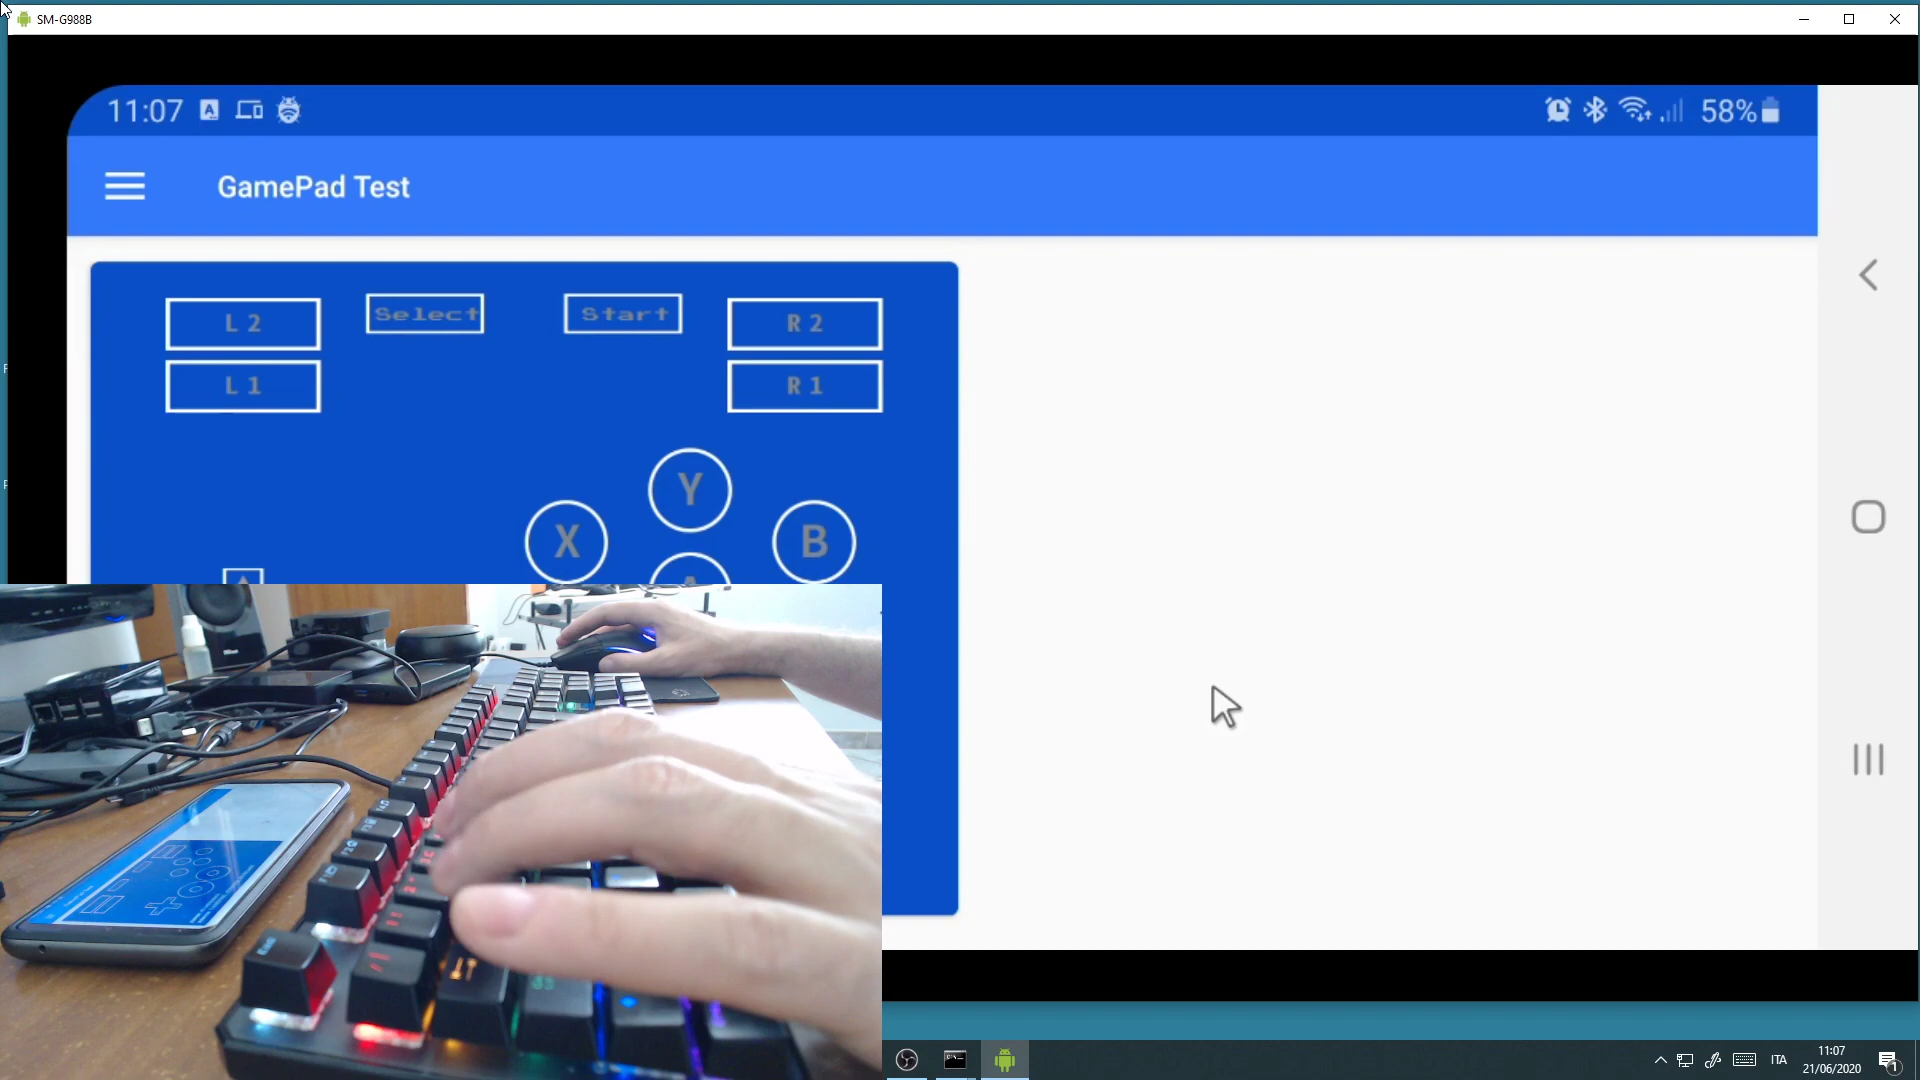 SM-G988B
11:07
58%
GamePad Test
L2
Select
Start
R2
L1
R1
Y
X
B
ITA
11:07
21/06/2020
1